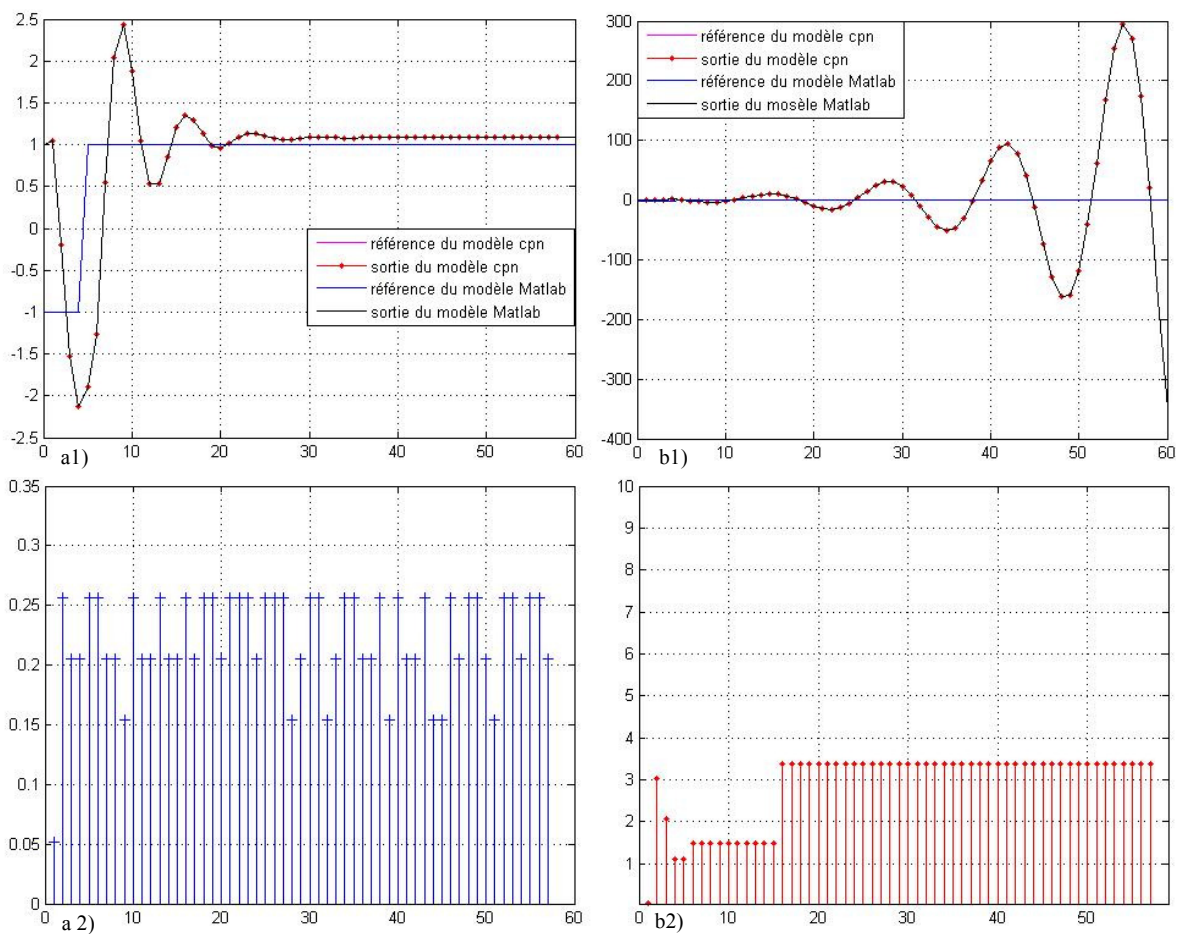 2.5
2
1.5
1
0.5
0
-0.5
-1
-1.5
-2
-2.5
référence du modèle cpn
sortie du modèle cpn
référence du modèle Matlab
sortie du modèle Matlab
0 10 20 30 40 50 60
a1)
300
200
100
0
-100
-200
-300
-400
référence du modèle cpn
sortie du modèle cpn
référence du modèle Matlab
sortie du mosèle Matlab
0 10 20 30 40 50 60
b1)
0.35
0.3
0.25
0.2
0.15
0.1
0.05
0
0 10 20 30 40 50 60
a 2)
10
9
8
7
6
5
4
3
2
1
0 10 20 30 40 50
b2)